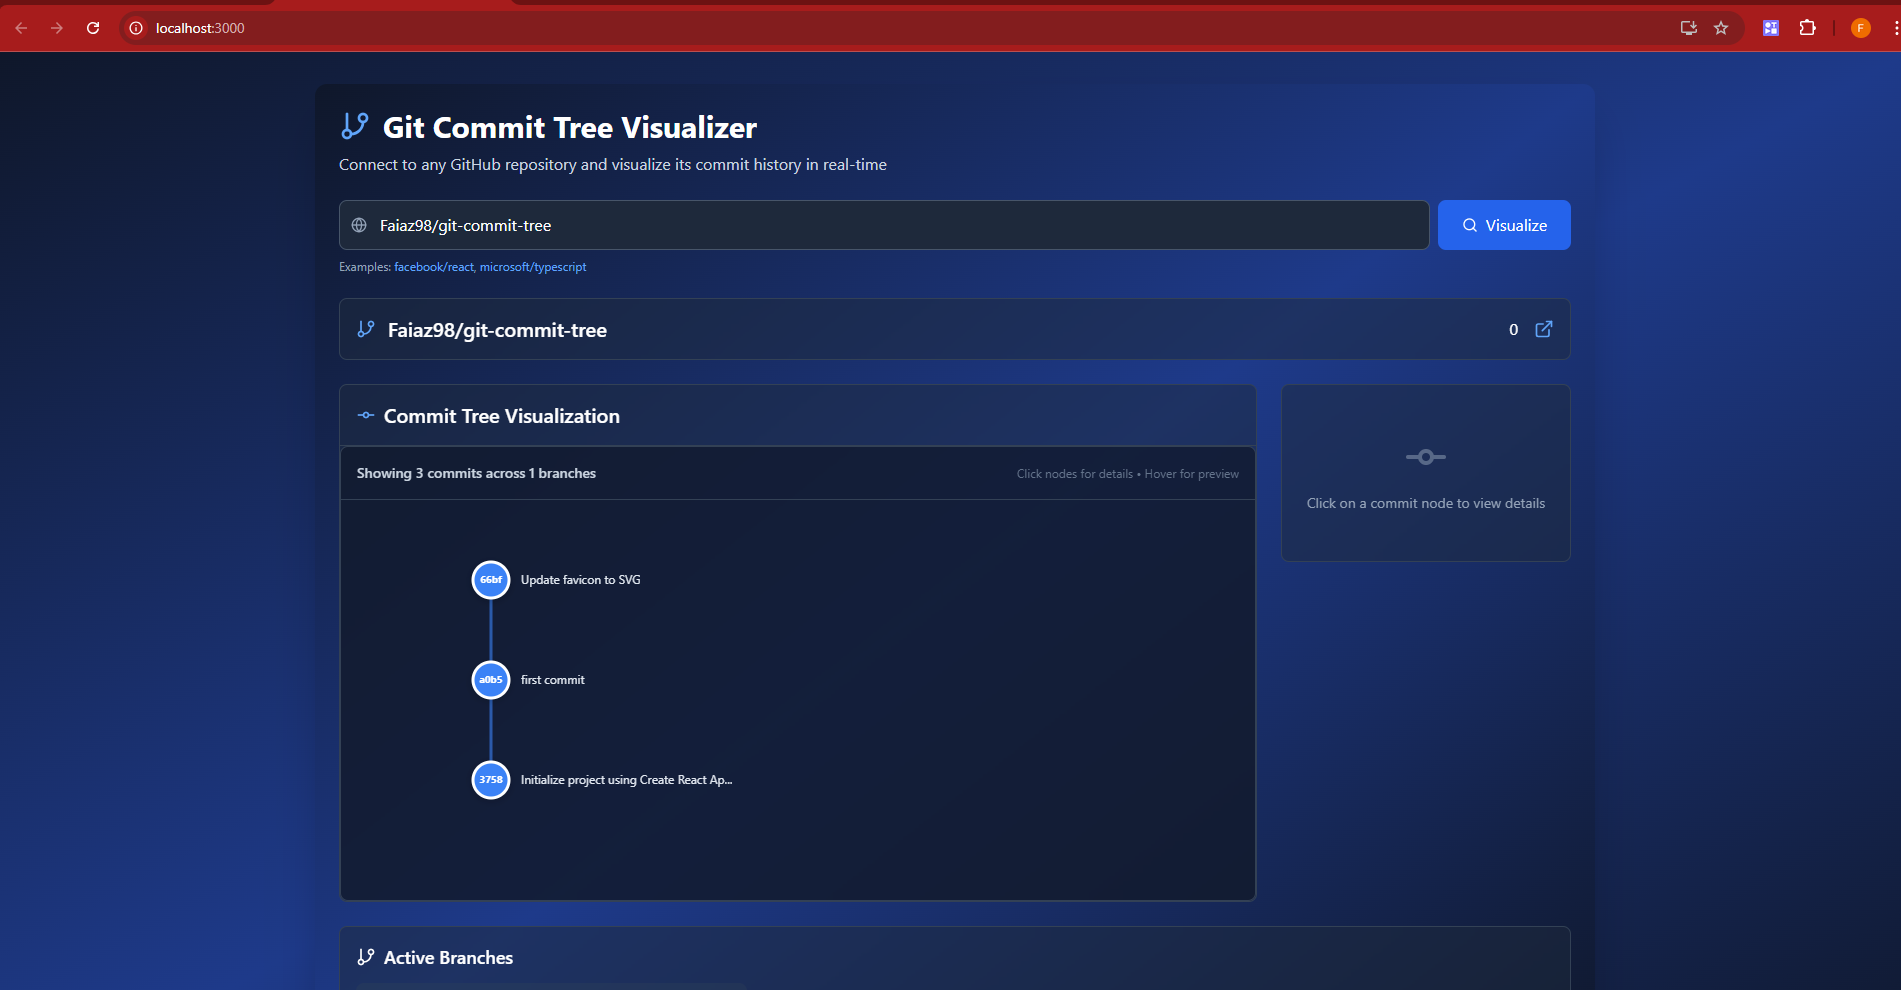 localhost:3000
F
Git Commit Tree Visualizer
Connect to any GitHub repository and visualize its commit history in real-time
Faiaz98/git-commit-tree
Visualize
Examples: facebook/react, microsoft/typescript
Faiaz98/git-commit-tree
0
Commit Tree Visualization
Showing 3 commits across 1 branches
Click nodes for details • Hover for preview
Click on a commit node to view details
66bf Update favicon to SVG
a0b5 first commit
3758 Initialize project using Create React Ap...
Active Branches